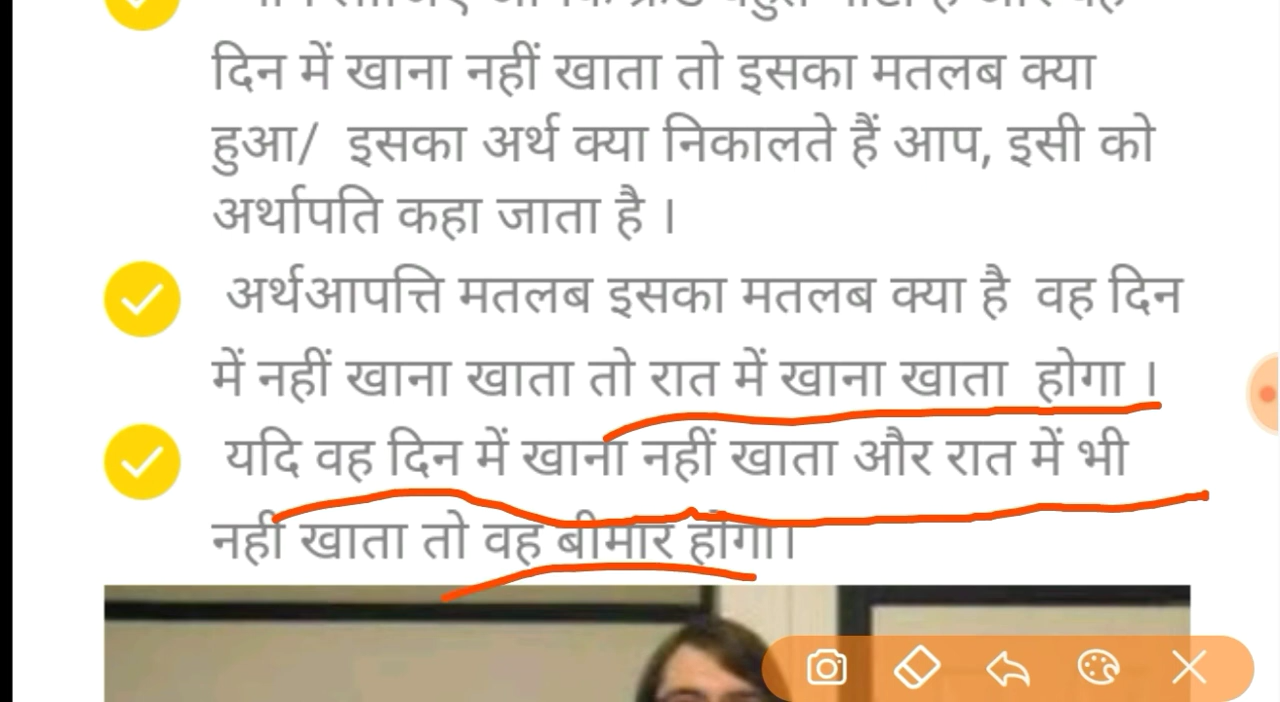 दिन में खाना नहीं खाता तो इसका मतलब क्या
हुआ/ इसका अर्थ क्या निकालते हैं आप, इसी को
अर्थापति कहा जाता है ।
अर्थआपत्ति मतलब इसका मतलब क्या है वह दिन
में नहीं खाना खाता तो रात में खाना खाता होगा ।
यदि वह दिन में खाना नहीं खाता और रात में भी
नहीं खाता तो वह बीमार होगा।